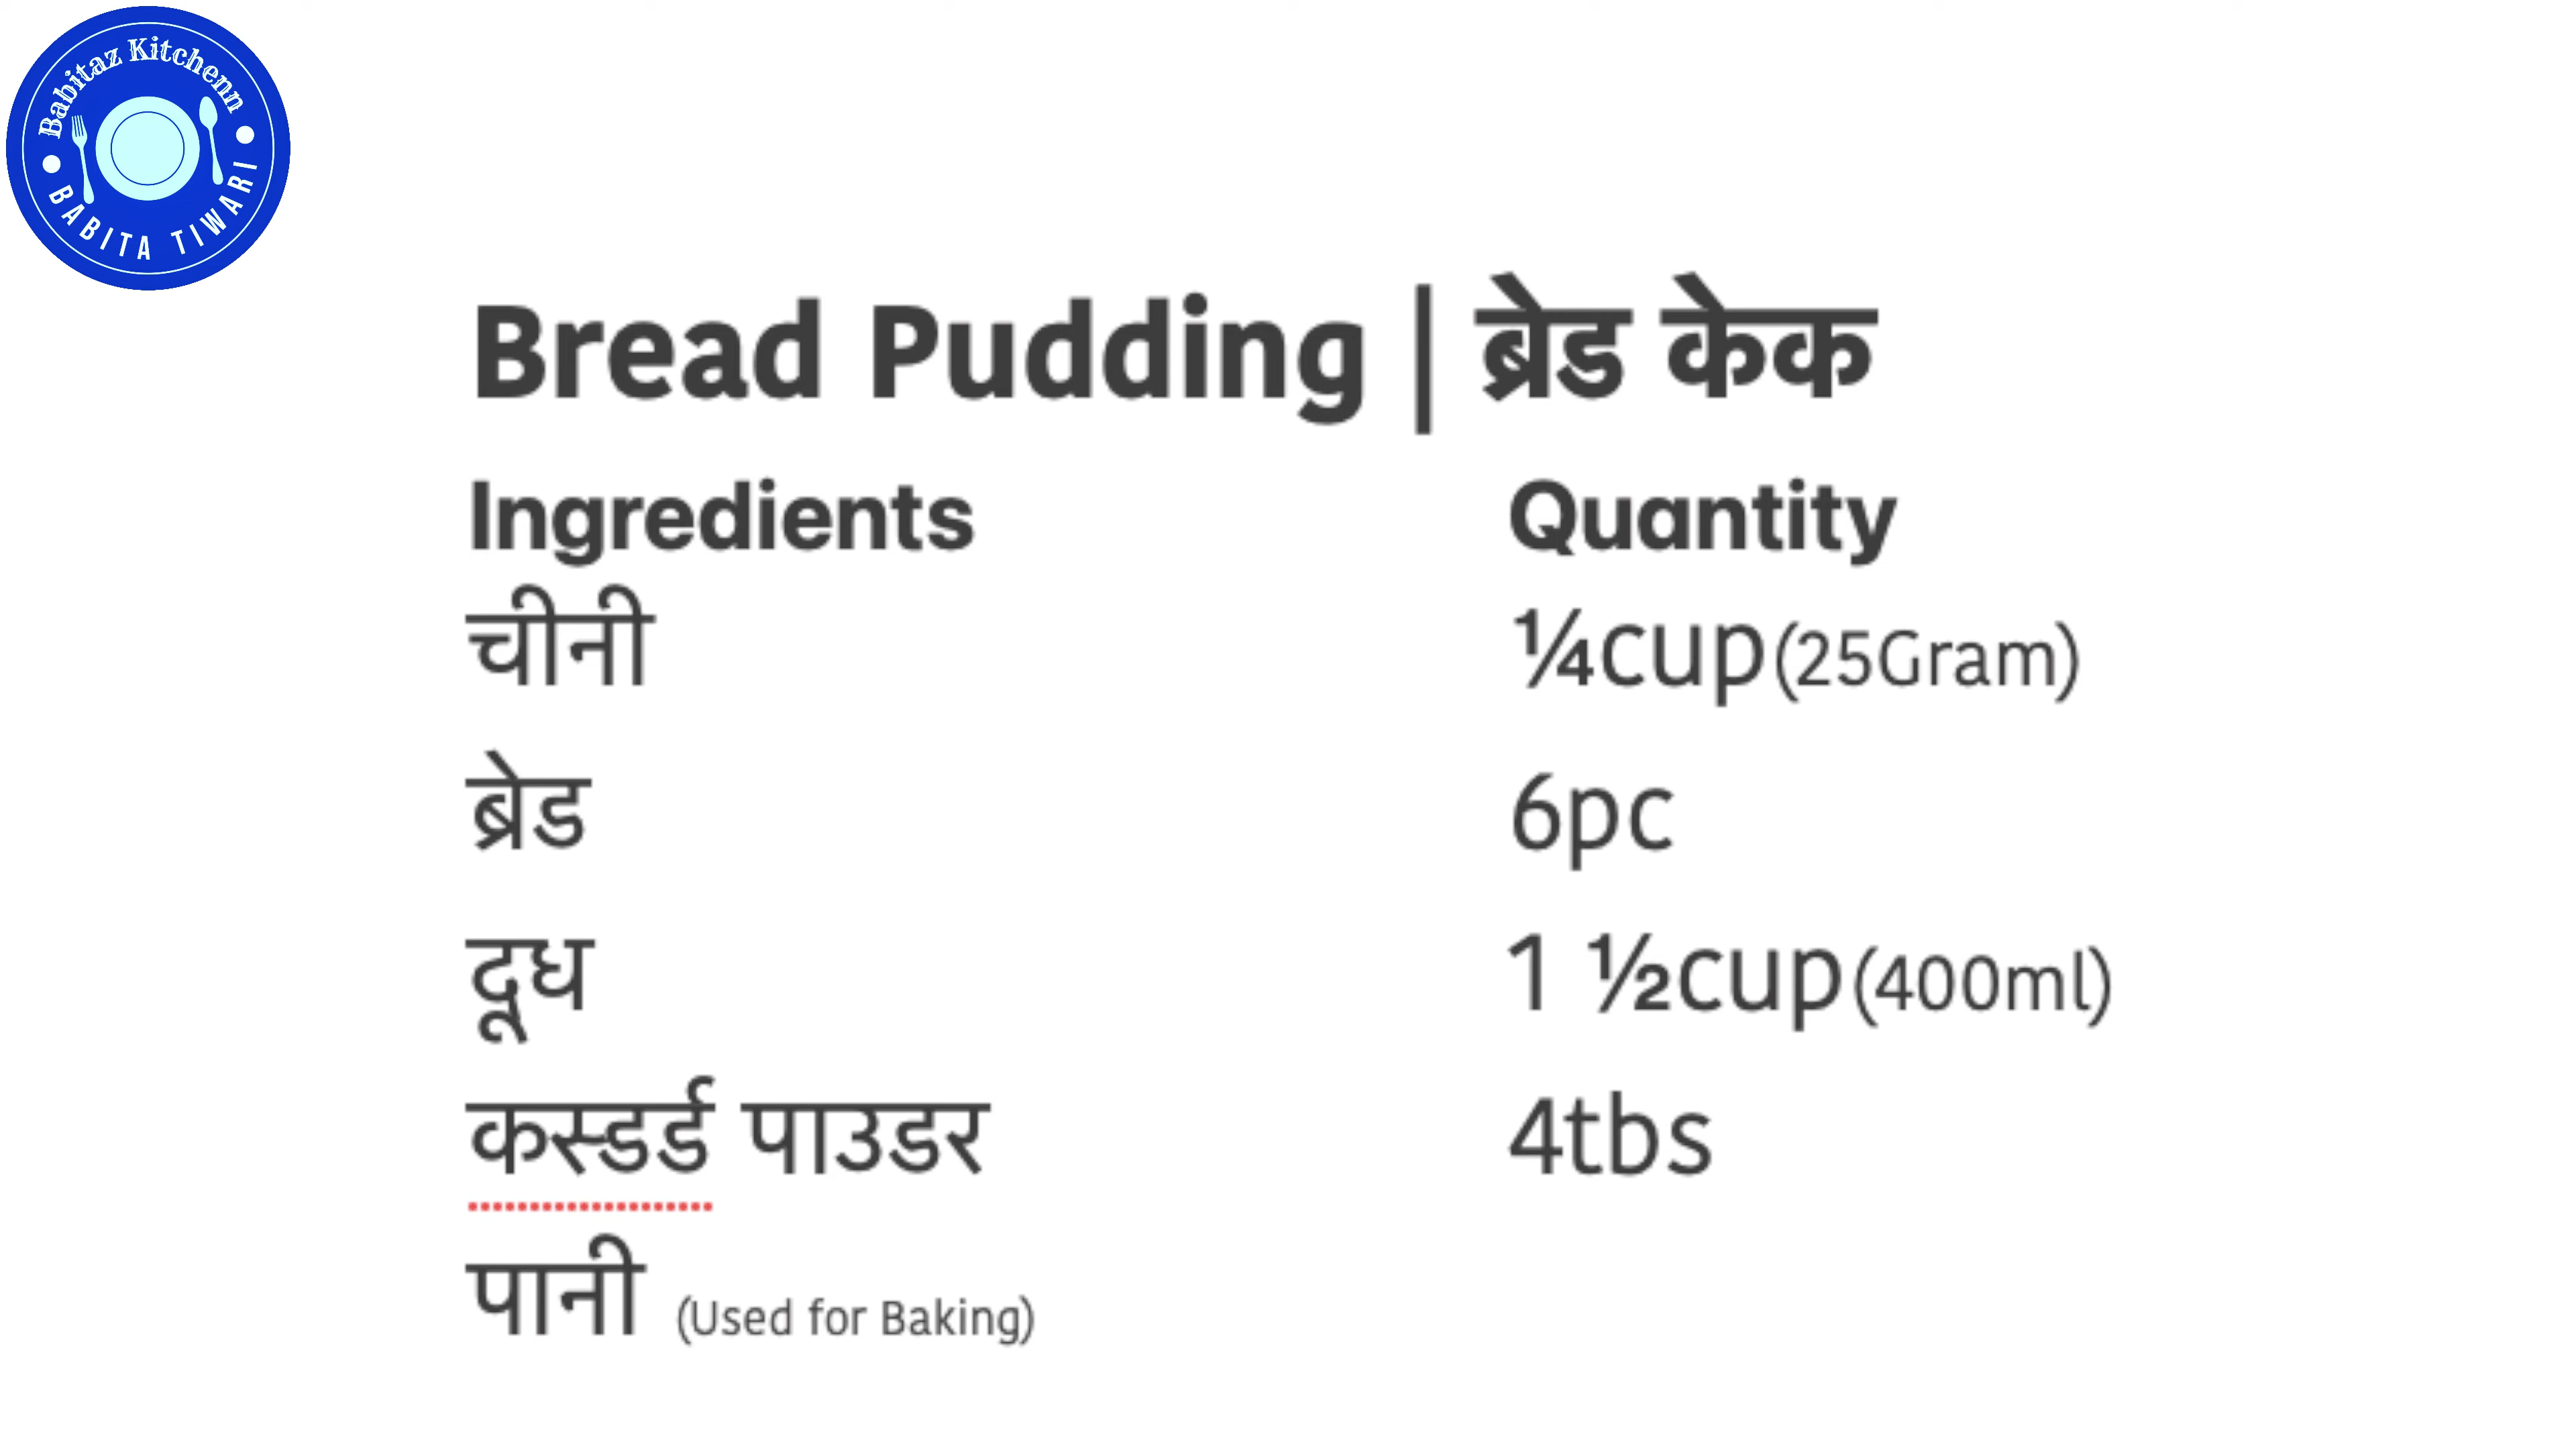 Babitaz Kitchenn
BABITA TIWARI
Bread Pudding | ब्रेड केक
Ingredients Quantity
चीनी ¼cup(25Gram)
ब्रेड 6pc
दूध 1 ½cup(400ml)
कस्डर्ड पाउडर 4tbs
पानी (Used for Baking)